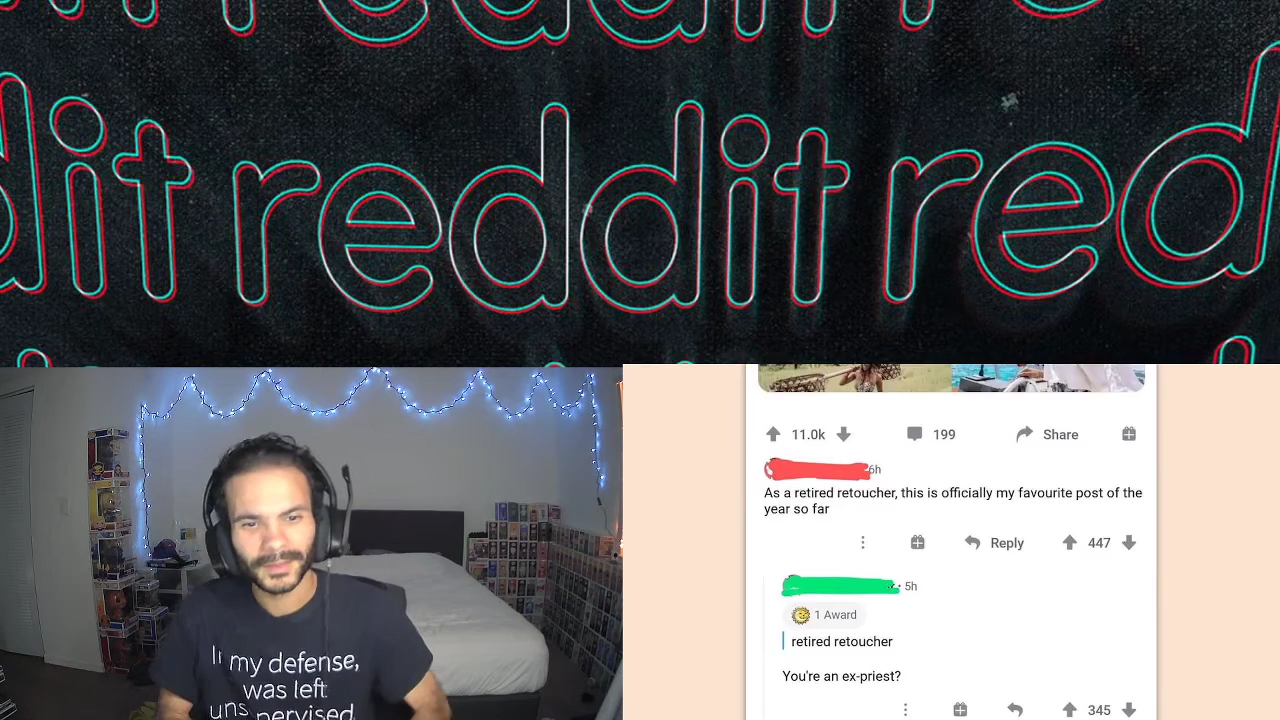 dit reddit red
11.0k 199 Share
6h
As a retired retoucher, this is officially my favourite post of the
year so far
Reply 447
• 5h
1 Award
retired retoucher
You're an ex-priest?
345
my defense,
was left